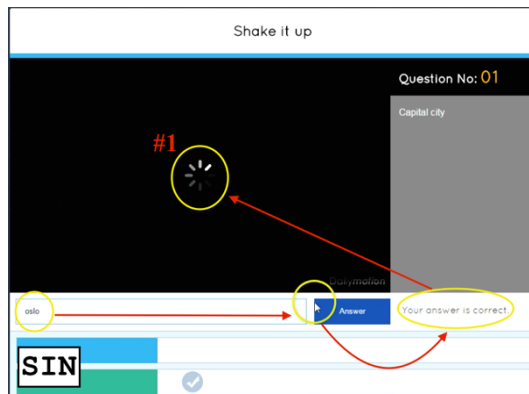 Shake it up
Question No: 01
Capital city
#1
Dailymotion
oslo
Answer
Your answer is correct.
SIN